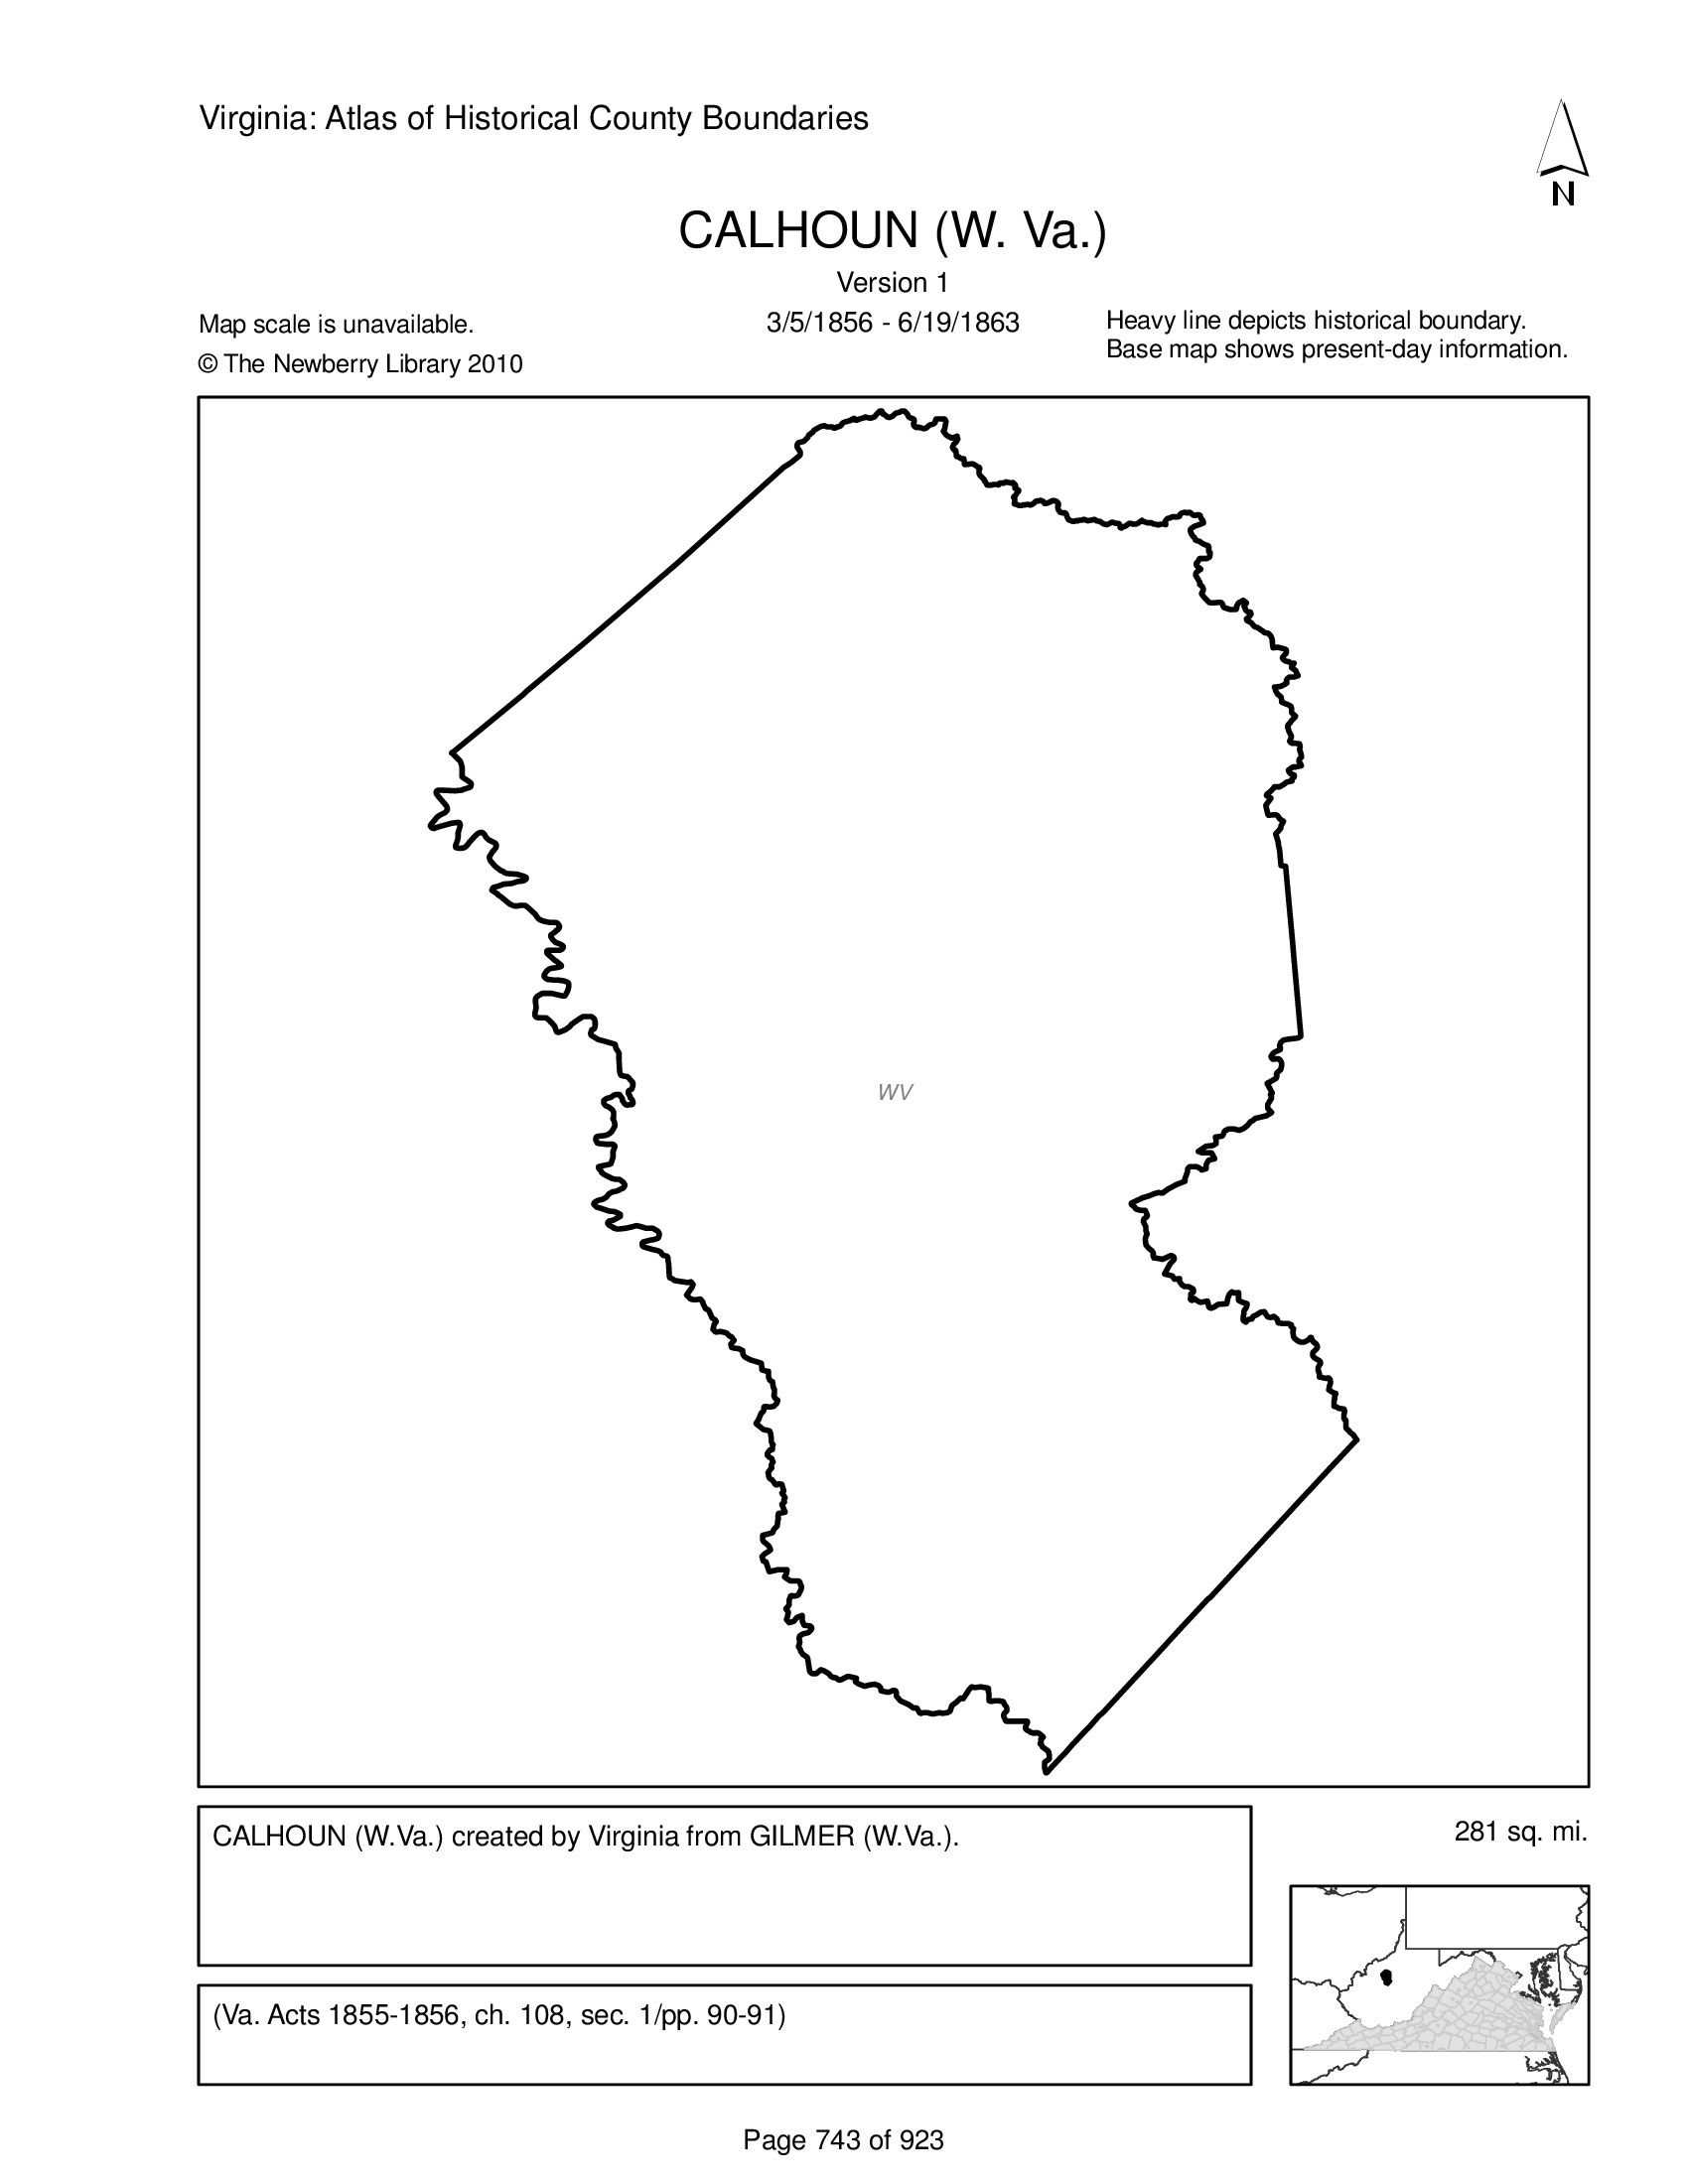 Virginia: Atlas of Historical County Boundaries
N
CALHOUN (W. Va.)
Version 1
3/5/1856 - 6/19/1863
Map scale is unavailable.
© The Newberry Library 2010
Heavy line depicts historical boundary.
Base map shows present-day information.
WV
CALHOUN (W.Va.) created by Virginia from GILMER (W.Va.).
281 sq. mi.
(Va. Acts 1855-1856, ch. 108, sec. 1/pp. 90-91)
Page 743 of 923